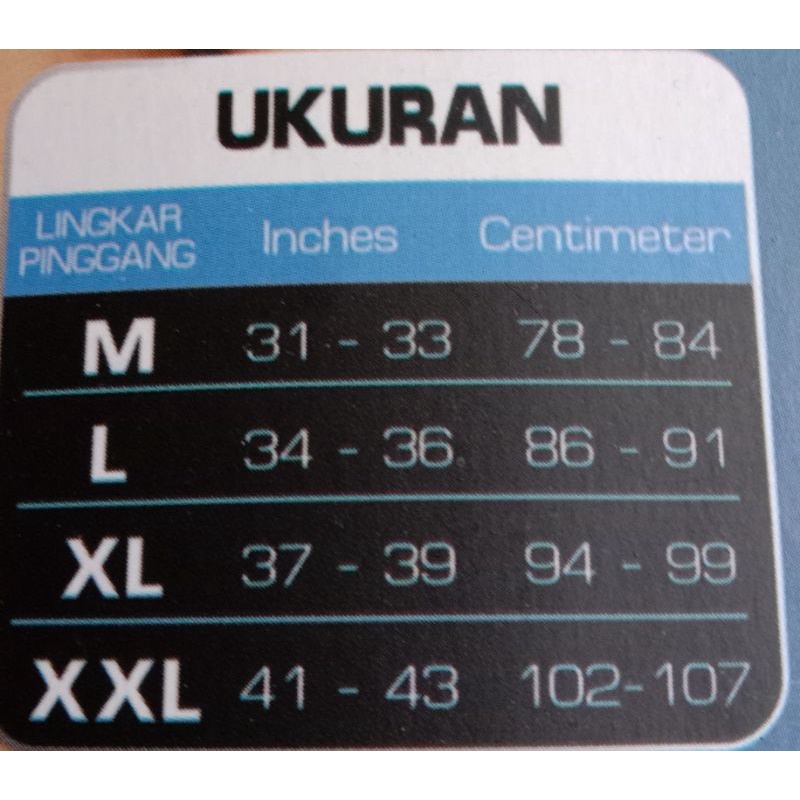 UKURAN
LINGKAR PINGGANG Inches Centimeter
M 31 - 33 78 - 84
L 34 - 36 86 - 91
XL 37 - 39 94 - 99
XXL 41 - 43 102-107